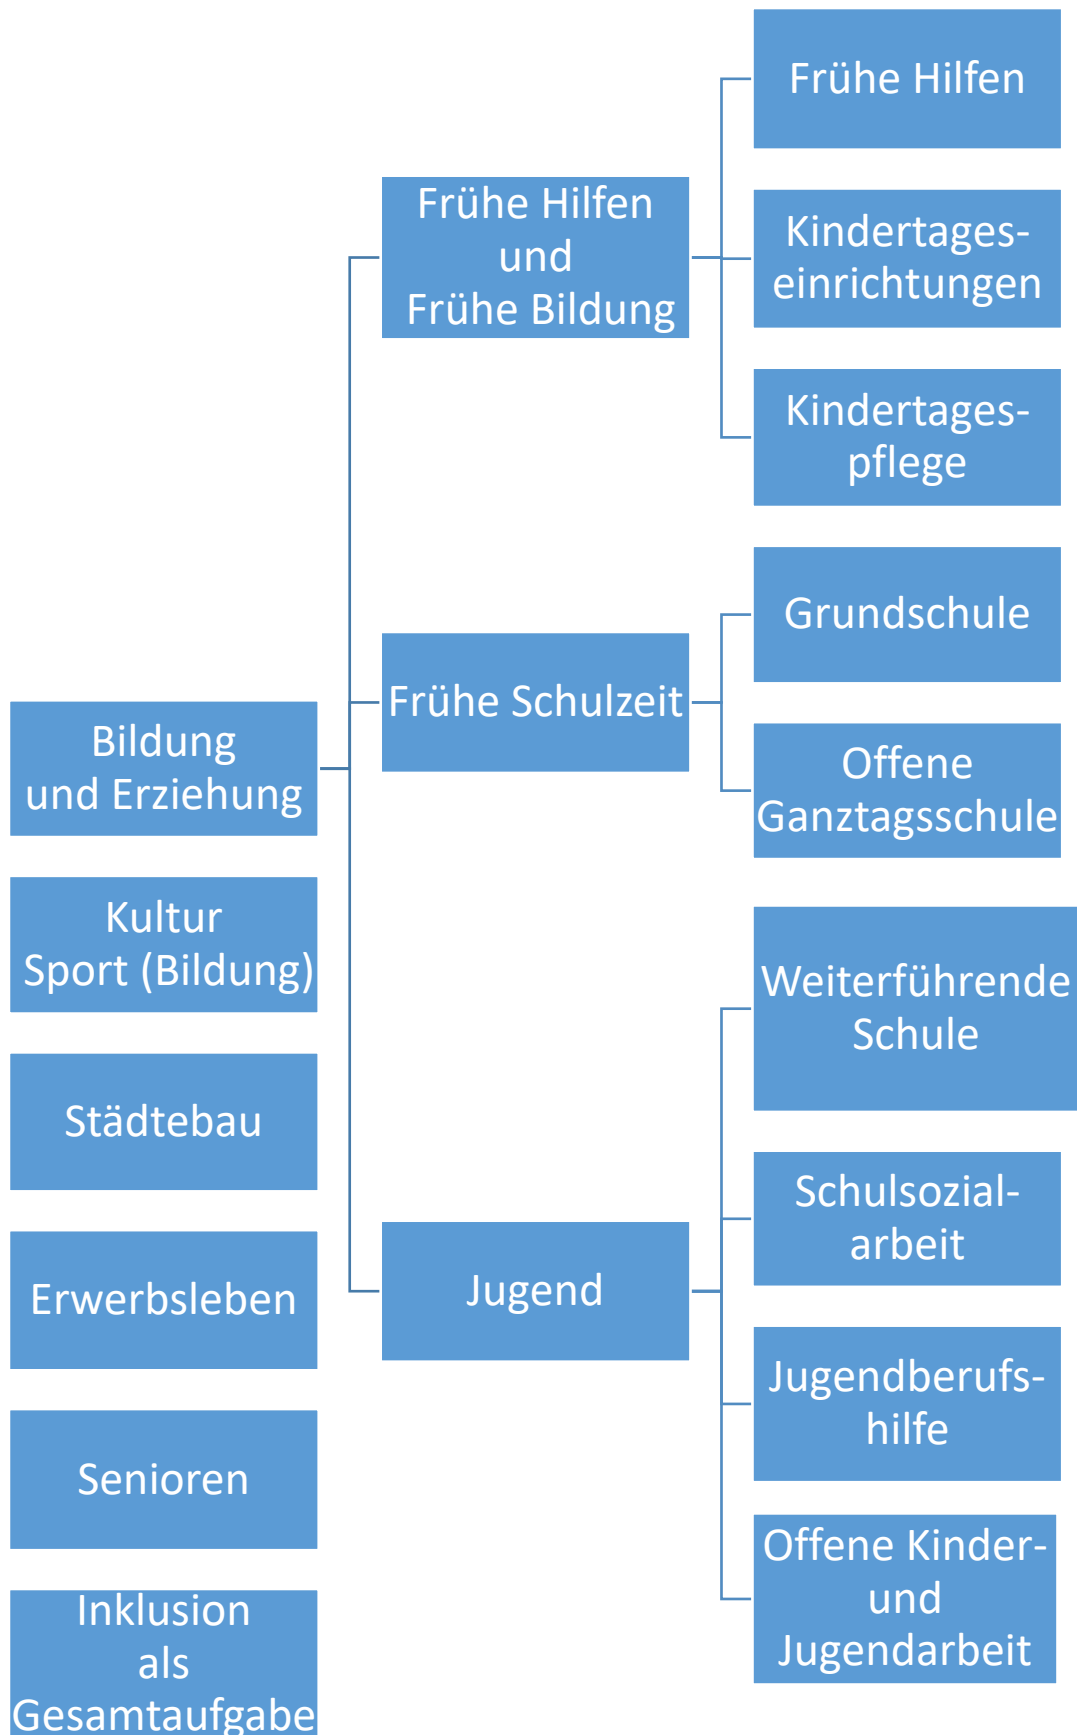 Bildung
und Erziehung
Kultur
Sport (Bildung)
Städtebau
Erwerbsleben
Senioren
Inklusion
als
Gesamtaufgabe
Frühe Hilfen
und
Frühe Bildung
Frühe Schulzeit
Jugend
Frühe Hilfen
Kindertages-
einrichtungen
Kindertages-
pflege
Grundschule
Offene
Ganztagsschule
Weiterführende
Schule
Schulsozial-
arbeit
Jugendberufs-
hilfe
Offene Kinder-
und
Jugendarbeit